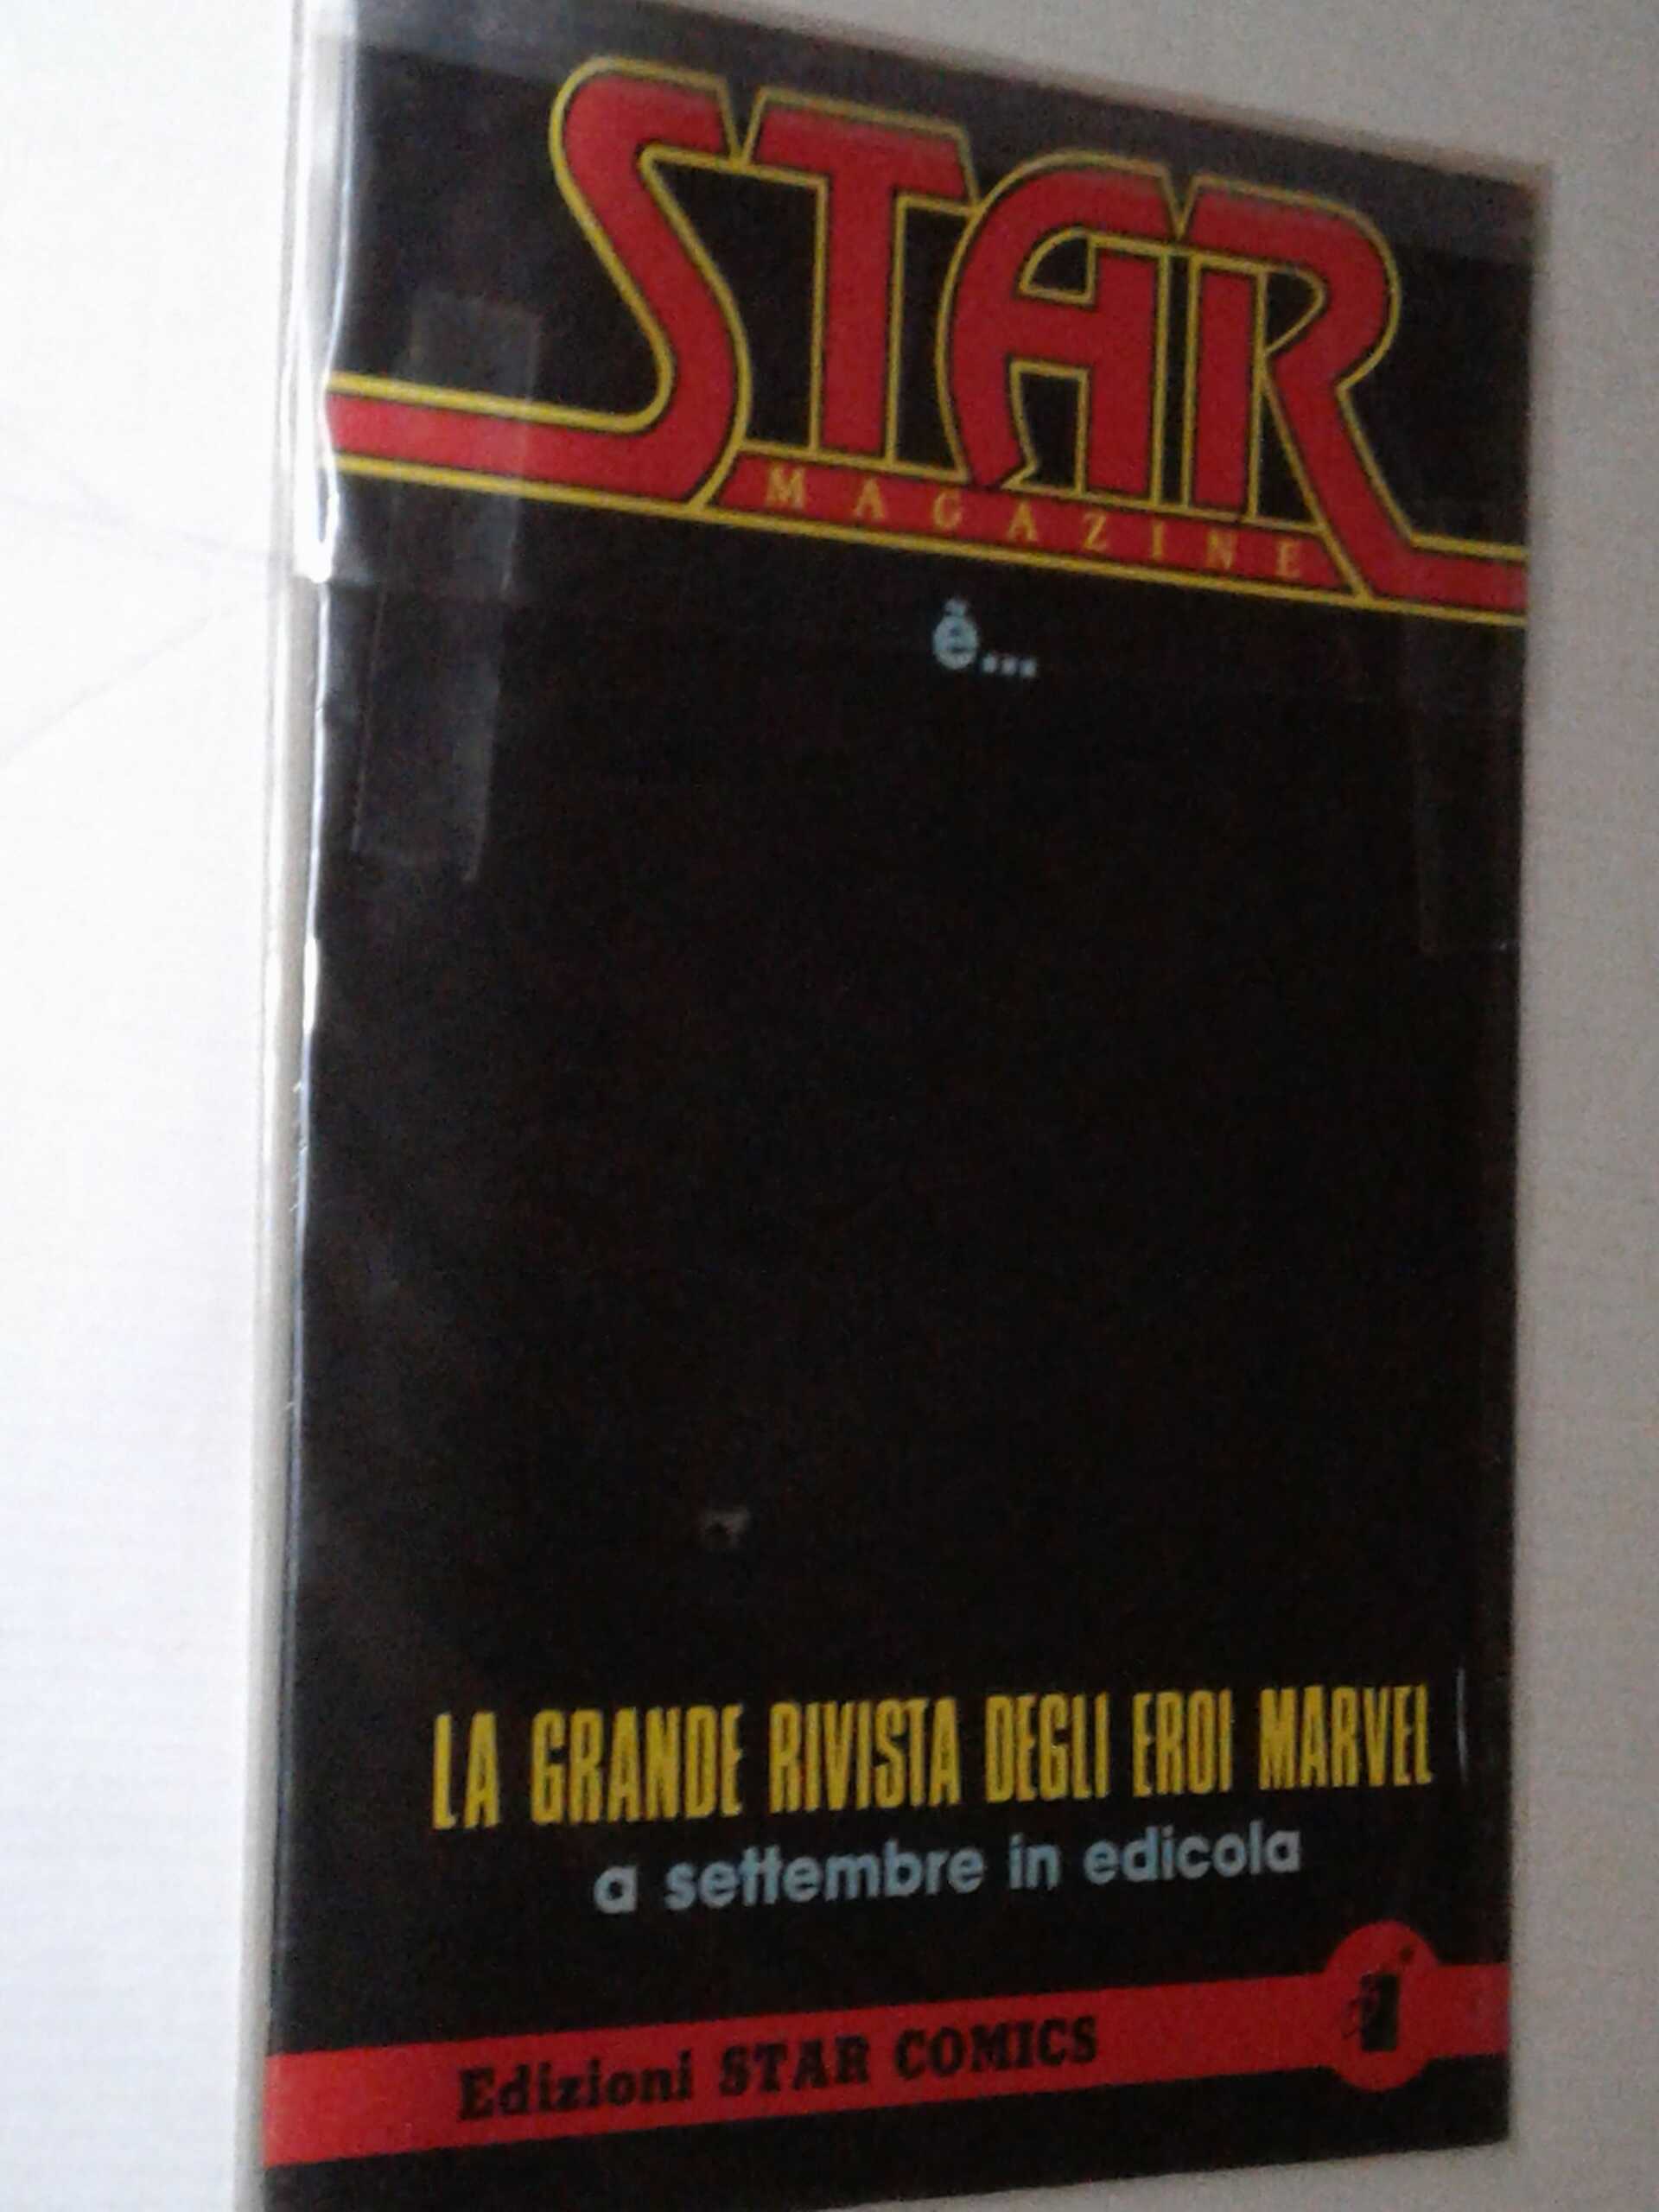 STAR
MAGAZINE
è...
LA GRANDE RIVISTA DEGLI EROI MARVEL
a settembre in edicola
Edizioni STAR COMICS